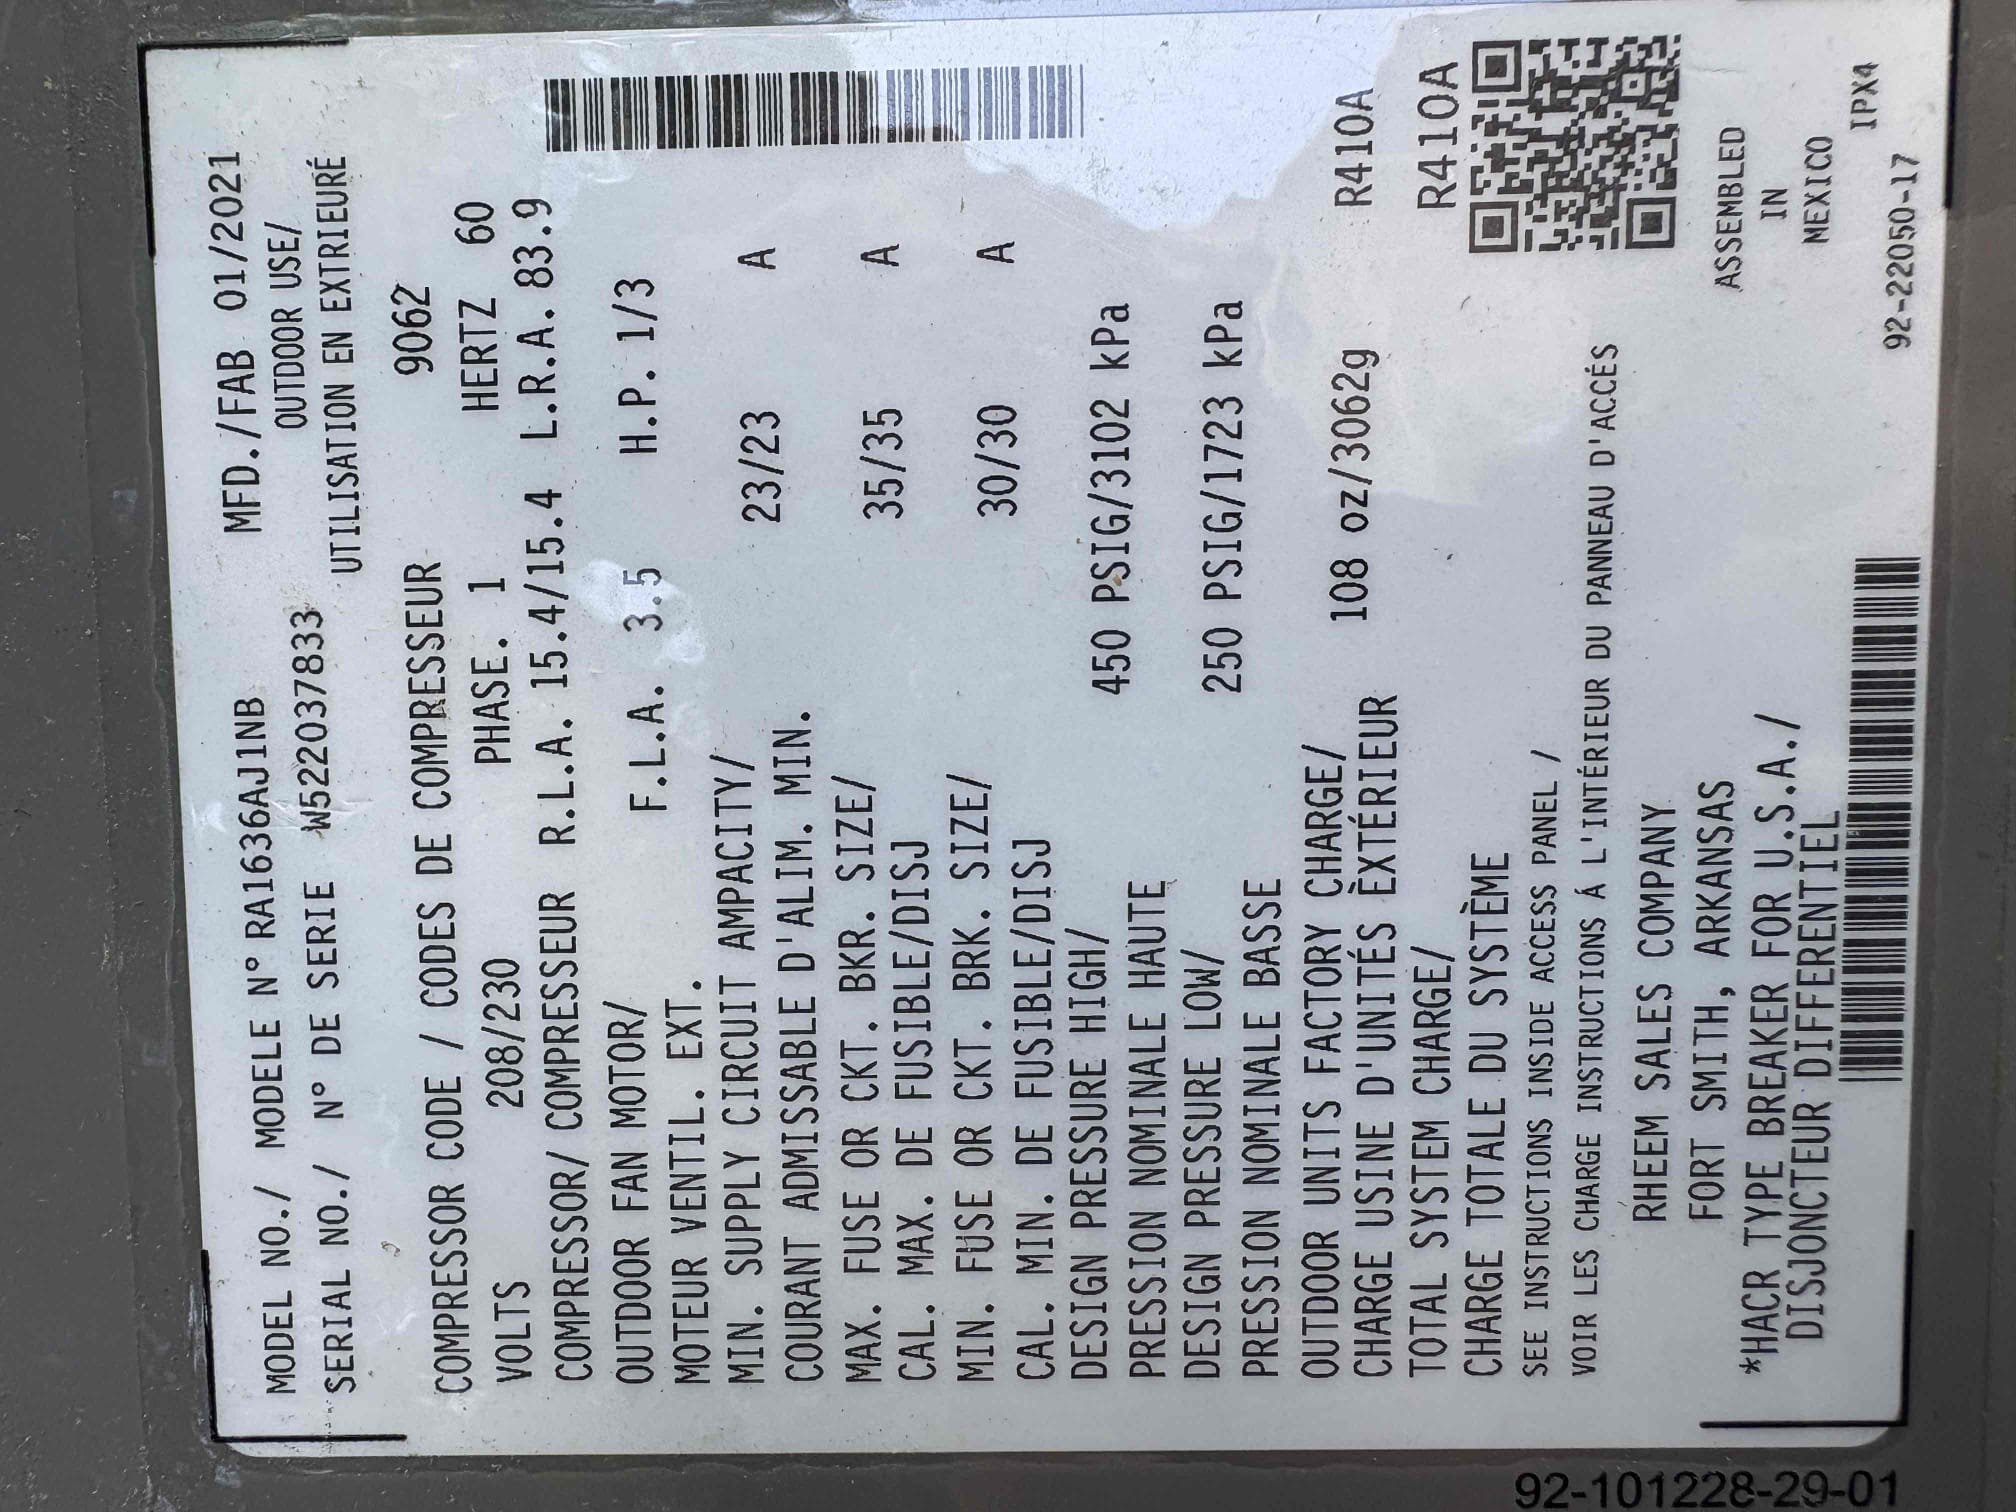 MODEL NO./ MODELE N° RA1636AJ1NB MFD./FAB 01/2021
SERIAL NO./ N° DE SERIE W522037833 OUTDOOR USE/
UTILISATION EN EXTRIEURÉ
COMPRESSOR CODE / CODES DE COMPRESSEUR 9062
VOLTS 208/230 PHASE. 1 HERTZ 60
COMPRESSOR/ COMPRESSEUR R.L.A. 15.4/15.4 L.R.A. 83.9
OUTDOOR FAN MOTOR/
MOTEUR VENTIL. EXT. F.L.A. 3.5 H.P. 1/3
MIN. SUPPLY CIRCUIT AMPACITY/
COURANT ADMISSABLE D'ALIM. MIN. 23/23 A
MAX. FUSE OR CKT. BKR. SIZE/
CAL. MAX. DE FUSIBLE/DISJ 35/35 A
MIN. FUSE OR CKT. BRK. SIZE/
CAL. MIN. DE FUSIBLE/DISJ 30/30 A
DESIGN PRESSURE HIGH/
PRESSION NOMINALE HAUTE 450 PSIG/3102 kPa
DESIGN PRESSURE LOW/
PRESSION NOMINALE BASSE 250 PSIG/1723 kPa
OUTDOOR UNITS FACTORY CHARGE/
CHARGE USINE D'UNITÉS ÈXTÉRIEUR 108 oz/3062g R410A
TOTAL SYSTEM CHARGE/
CHARGE TOTALE DU SYSTÈME R410A
SEE INSTRUCTIONS INSIDE ACCESS PANEL /
VOIR LES CHARGE INSTRUCTIONS Á L'INTÉRIEUR DU PANNEAU D'ACCÉS
RHEEM SALES COMPANY
FORT SMITH, ARKANSAS
ASSEMBLED
IN
MEXICO
*HACR TYPE BREAKER FOR U.S.A./
DISJONCTEUR DIFFERENTIEL
IPX4
92-22050-17
92-101228-29-01